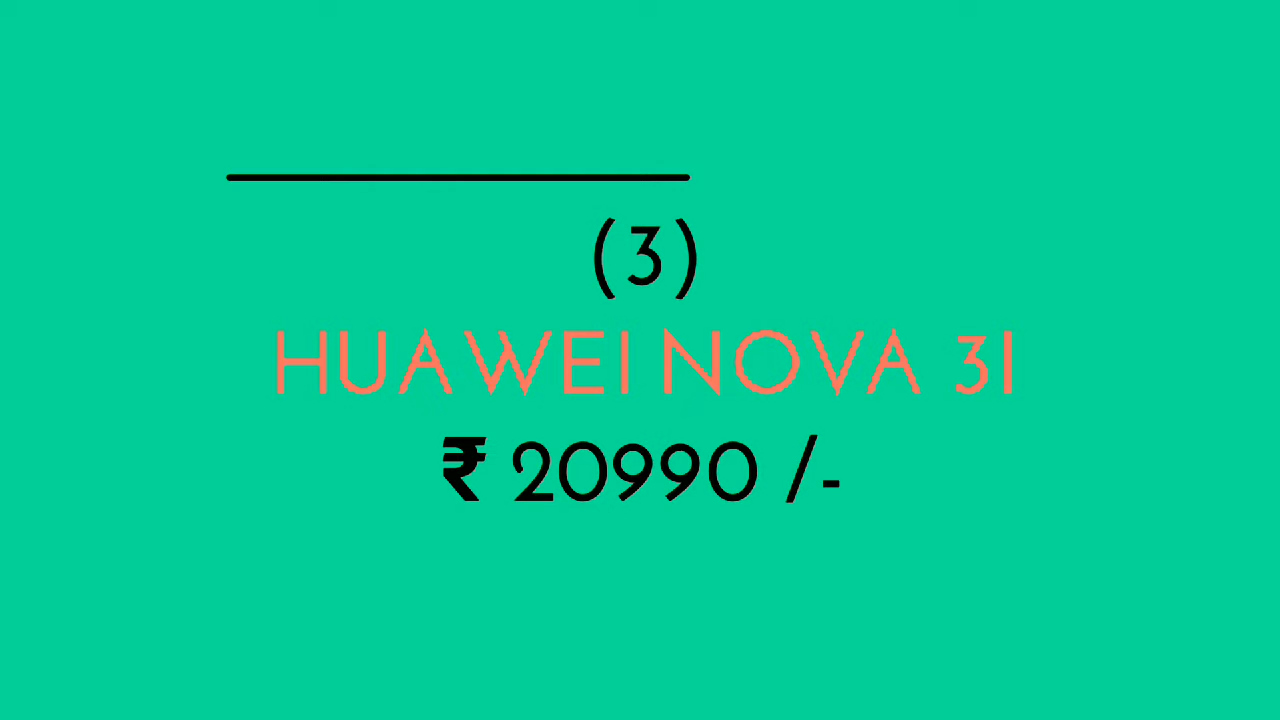 (3)
HUAWEI NOVA 3I
₹ 20990 /-